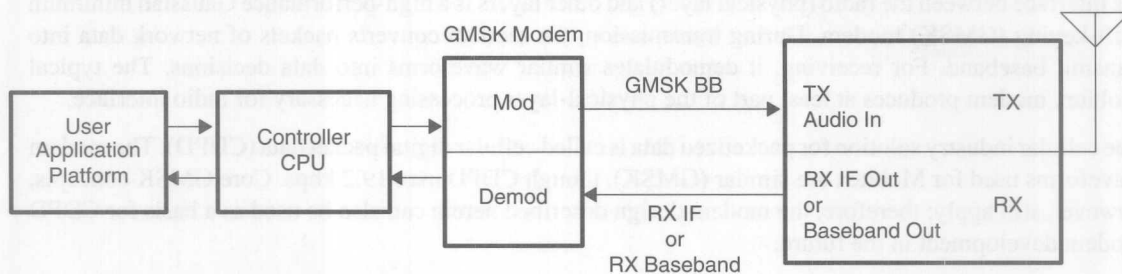 GMSK Modem
User
Application
Platform
Controller
CPU
Mod
Demod
GMSK BB
RX IF
or
RX Baseband
TX
Audio In
TX
RX IF Out
or
Baseband Out
RX